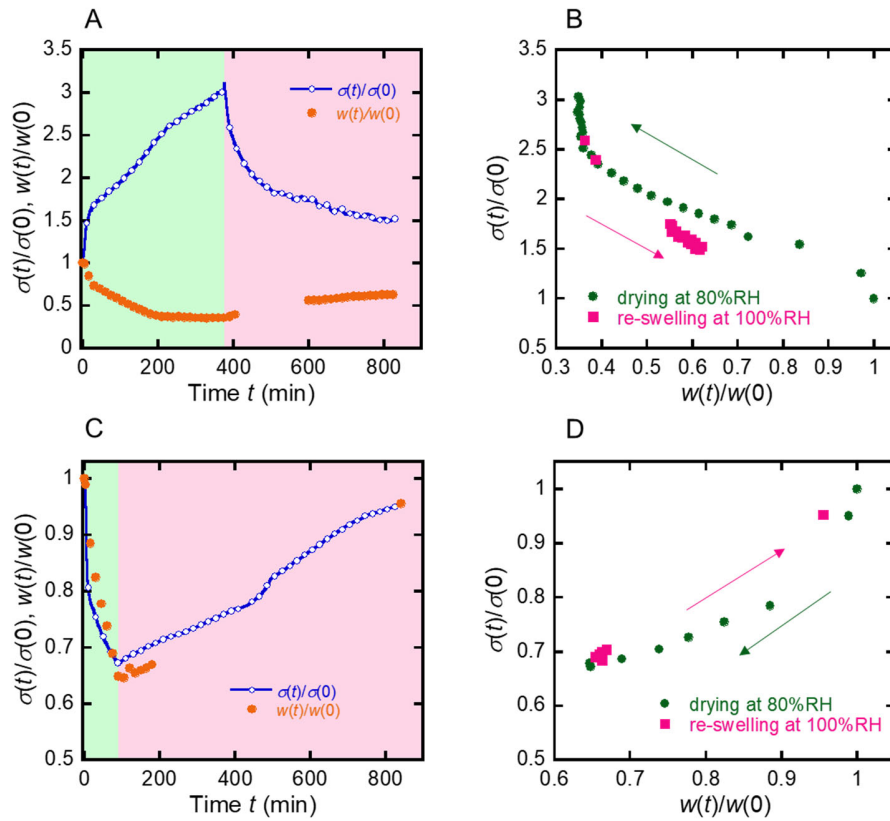 A
3.5
3
2.5
2
1.5
1
0.5
0
σ(t)/σ(0), w(t)/w(0)
σ(t)/σ(0)
w(t)/w(0)
0 200 400 600 800
Time t (min)
B
3.5
3
2.5
2
1.5
1
0.5
σ(t)/σ(0)
drying at 80%RH
re-swelling at 100%RH
0.3 0.4 0.5 0.6 0.7 0.8 0.9 1
w(t)/w(0)
C
1
0.9
0.8
0.7
0.6
0.5
σ(t)/σ(0), w(t)/w(0)
σ(t)/σ(0)
w(t)/w(0)
0 200 400 600 800
Time t (min)
D
1
0.9
0.8
0.7
0.6
0.5
σ(t)/σ(0)
drying at 80%RH
re-swelling at 100%RH
0.6 0.7 0.8 0.9 1
w(t)/w(0)